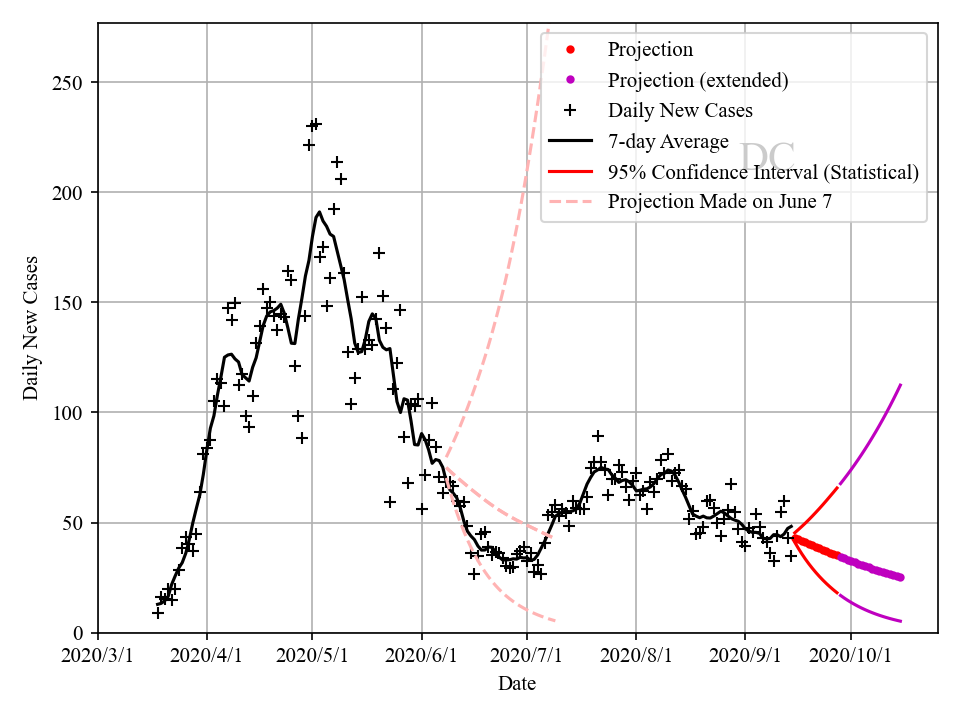 Projection
Projection (extended)
Daily New Cases
7-day Average
DC
95% Confidence Interval (Statistical)
Projection Made on June 7
250
200
150
100
50
0
Daily New Cases
2020/3/1 2020/4/1 2020/5/1 2020/6/1 2020/7/1 2020/8/1 2020/9/1 2020/10/1
Date